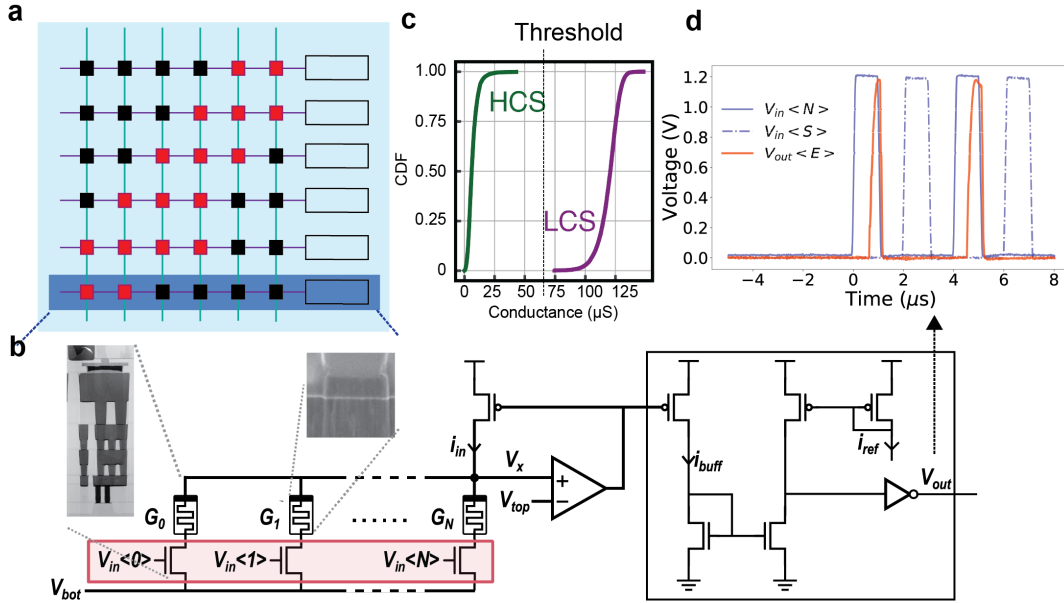 a
c
d
b
Threshold
HCS
LCS
1.00
0.75
0.50
0.25
0
CDF
0 25 50 75 100 125
Conductance (µS)
1.2
1.0
0.8
0.6
0.4
0.2
0.0
Voltage (V)
V_in <N>
V_in <S>
V_out <E>
−4 −2 0 2 4 6 8
Time (μs)
i_in
V_x
V_top
G_0
G_1
G_N
V_in<0>
V_in<1>
V_in<N>
V_bot
i_buff
i_ref
V_out